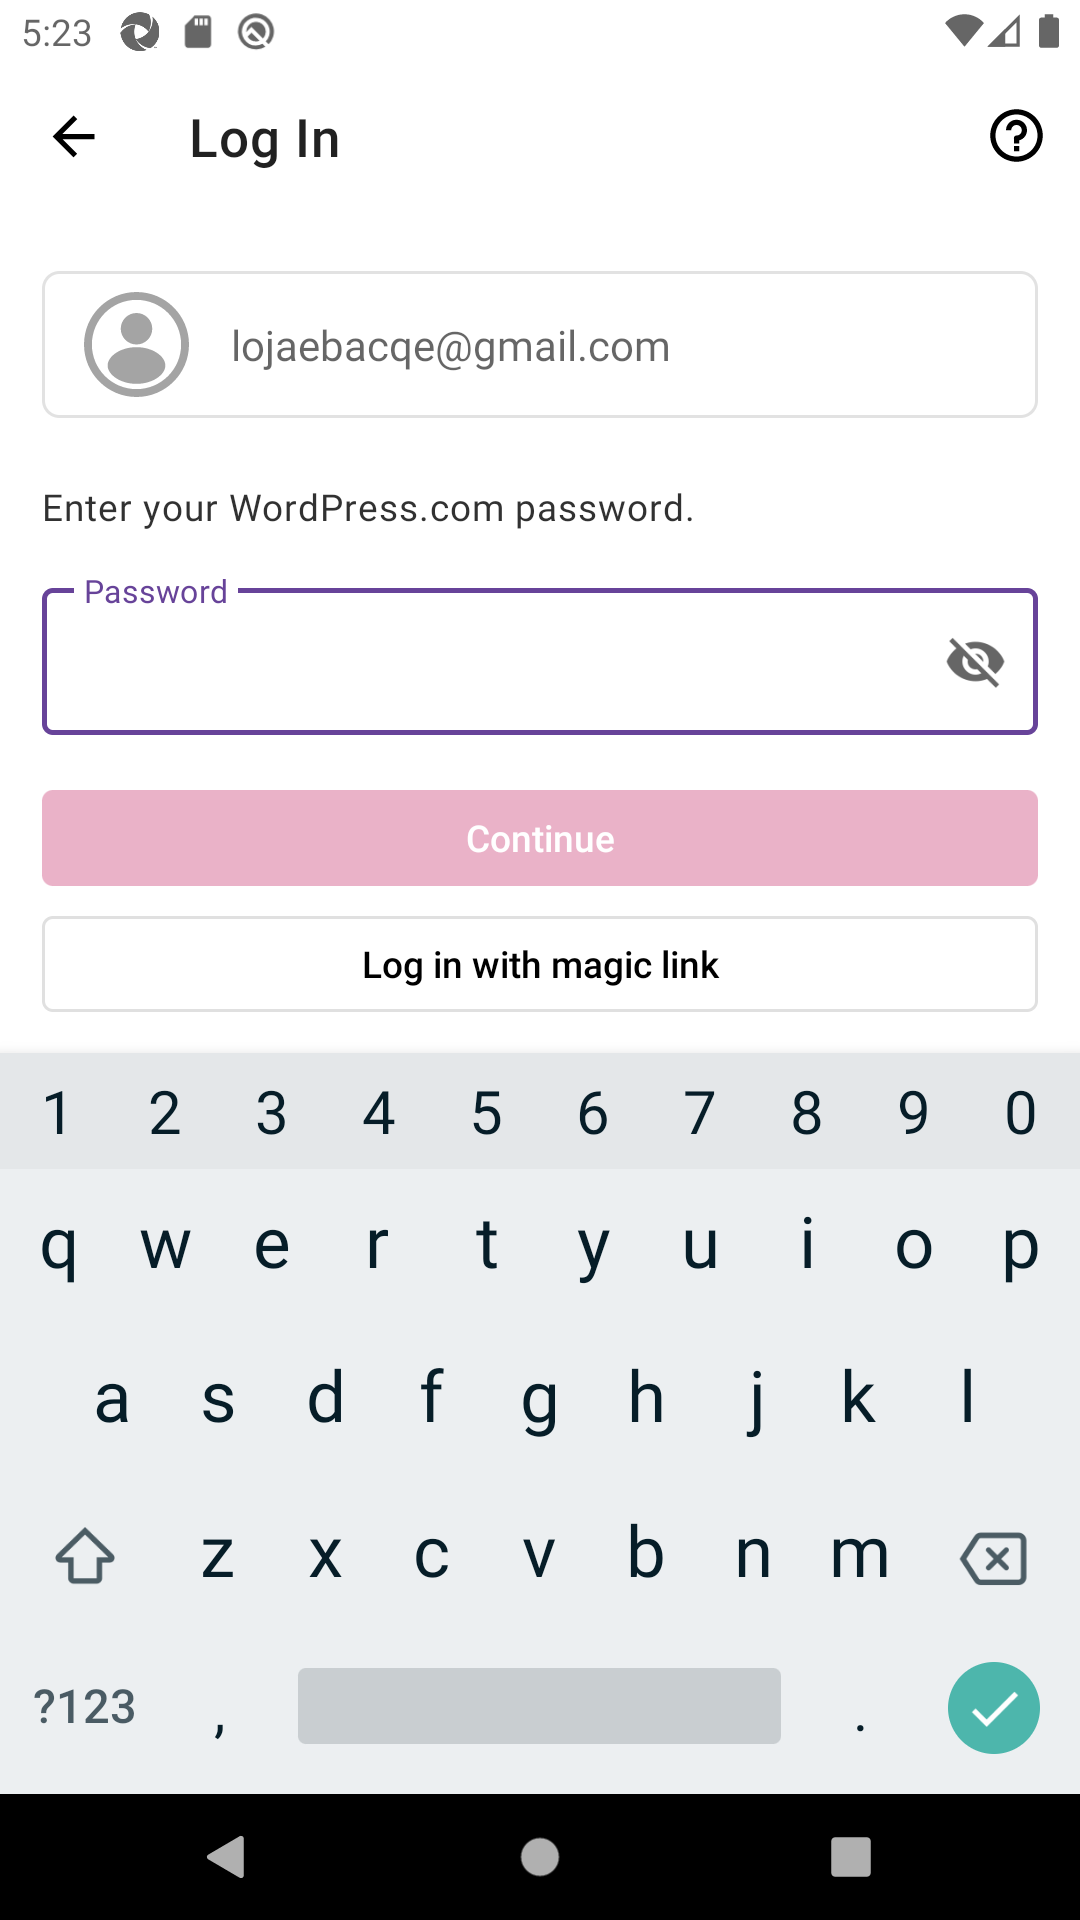 5:23
Log In
lojaebacqe@gmail.com
Enter your WordPress.com password.
Password
Continue
Log in with magic link
1 2 3 4 5 6 7 8 9 0
q w e r t y u i o p
a s d f g h j k l
z x c v b n m
?123 , .